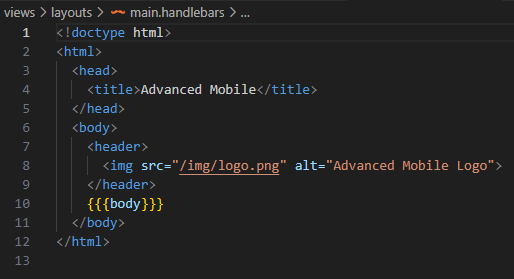 views > layouts > main.handlebars > ...
1 <!doctype html>
2 <html>
3   <head>
4     <title>Advanced Mobile</title>
5   </head>
6   <body>
7     <header>
8       <img src="/img/logo.png" alt="Advanced Mobile Logo">
9     </header>
10     {{{body}}}
11   </body>
12 </html>
13